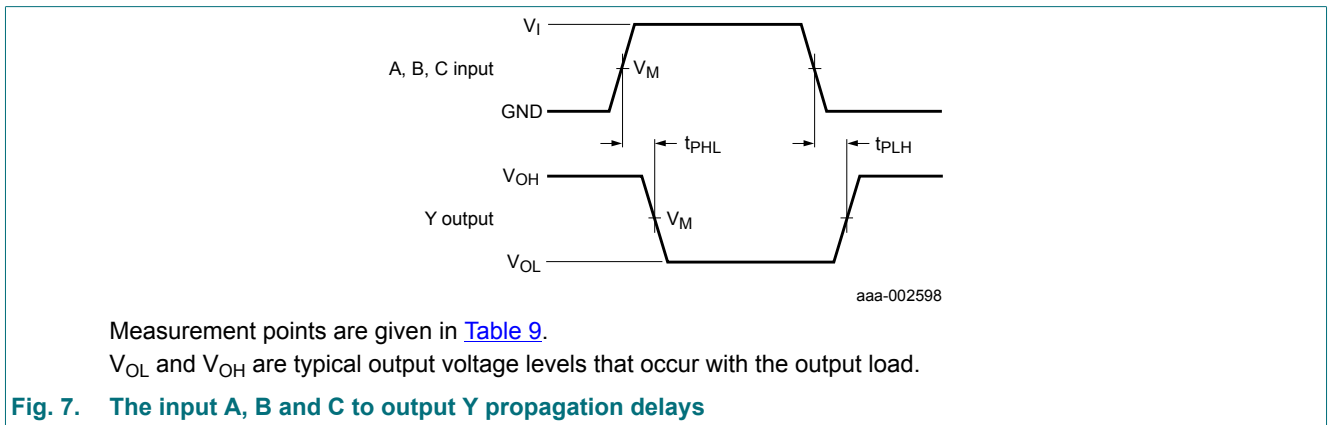 V_I
A, B, C input
V_M
GND
t_PHL
t_PLH
V_OH
Y output
V_M
V_OL
aaa-002598
Measurement points are given in Table 9.
V_OL and V_OH are typical output voltage levels that occur with the output load.
Fig. 7. The input A, B and C to output Y propagation delays